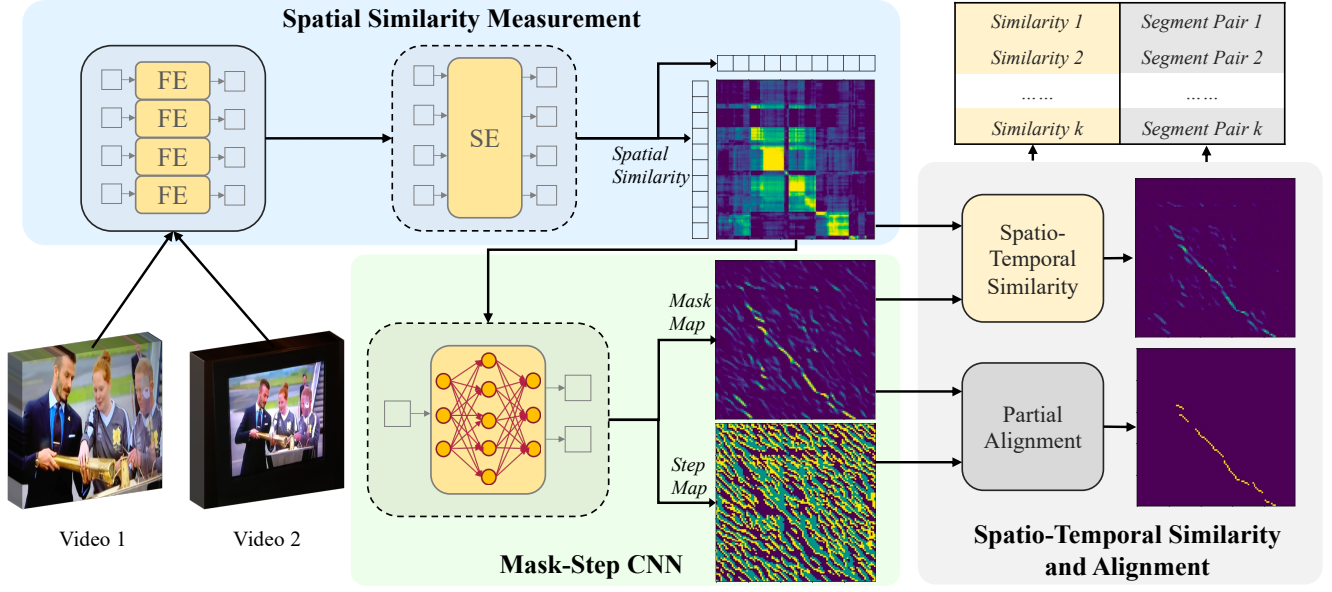 Spatial Similarity Measurement
FE
FE
FE
FE
SE
Spatial
Similarity
Similarity 1
Segment Pair 1
Similarity 2
Segment Pair 2
……
……
Similarity k
Segment Pair k
Spatio-
Temporal
Similarity
Mask
Map
Step
Map
Partial
Alignment
Video 1
Video 2
Mask-Step CNN
Spatio-Temporal Similarity
and Alignment